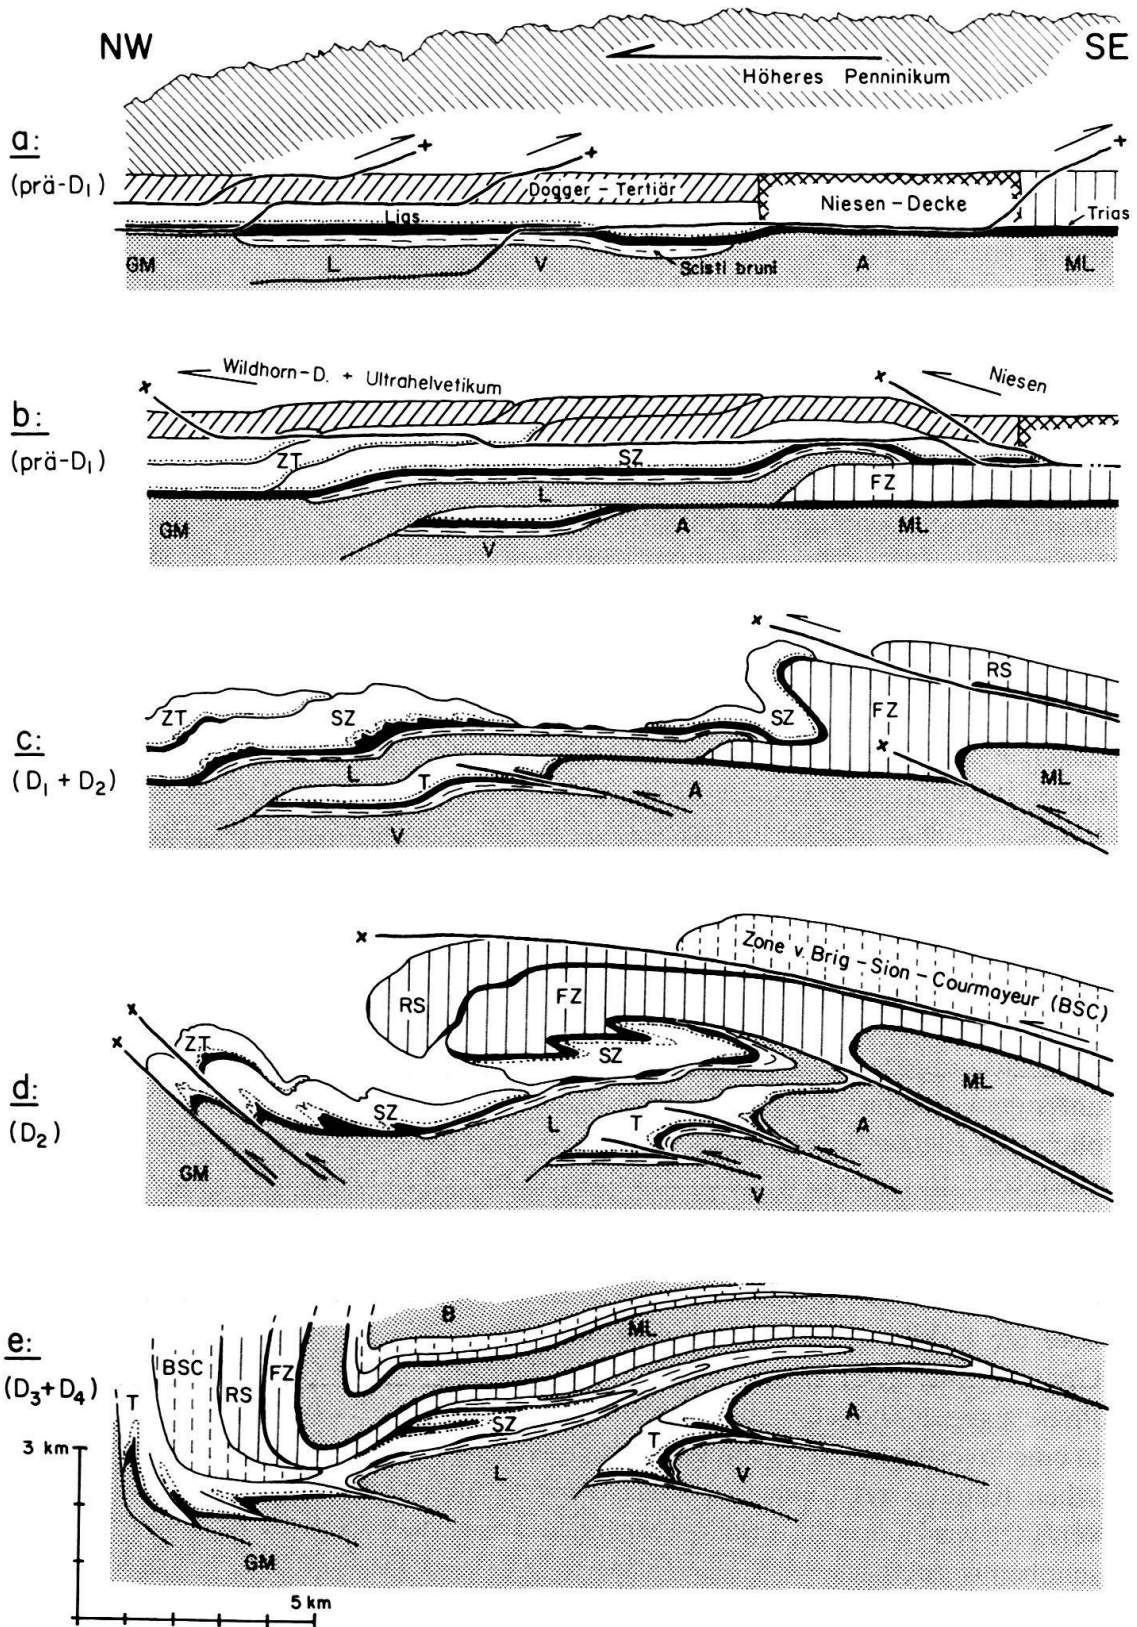 NW
SE
Höheres Penninikum
a:
(prä-D₁)
+
+
+
Dogger - Tertiär
Niesen - Decke
Lias
Trias
GM
L
V
Scisti bruni
A
ML
b:
(prä-D₁)
x
Wildhorn-D. + Ultrahelvetikum
x
Niesen
ZT
SZ
FZ
L
GM
V
A
ML
c:
(D₁ + D₂)
x
RS
ZT
SZ
SZ
FZ
x
L
T
A
ML
V
d:
(D₂)
x
Zone v. Brig - Sion - Courmayeur (BSC)
RS
FZ
x
x
ZT
SZ
SZ
ML
L
T
A
GM
V
e:
(D₃+D₄)
B
ML
BSC
RS
FZ
T
SZ
A
3 km
T
L
V
GM
5 km